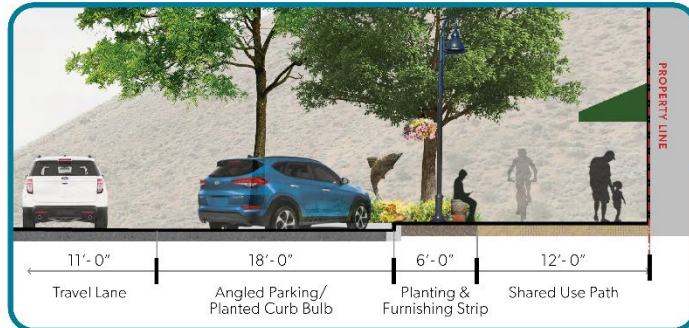 PROPERTY LINE
11'-0"
18'-0"
6'-0"
12'-0"
Travel Lane
Angled Parking/
Planted Curb Bulb
Planting &
Furnishing Strip
Shared Use Path